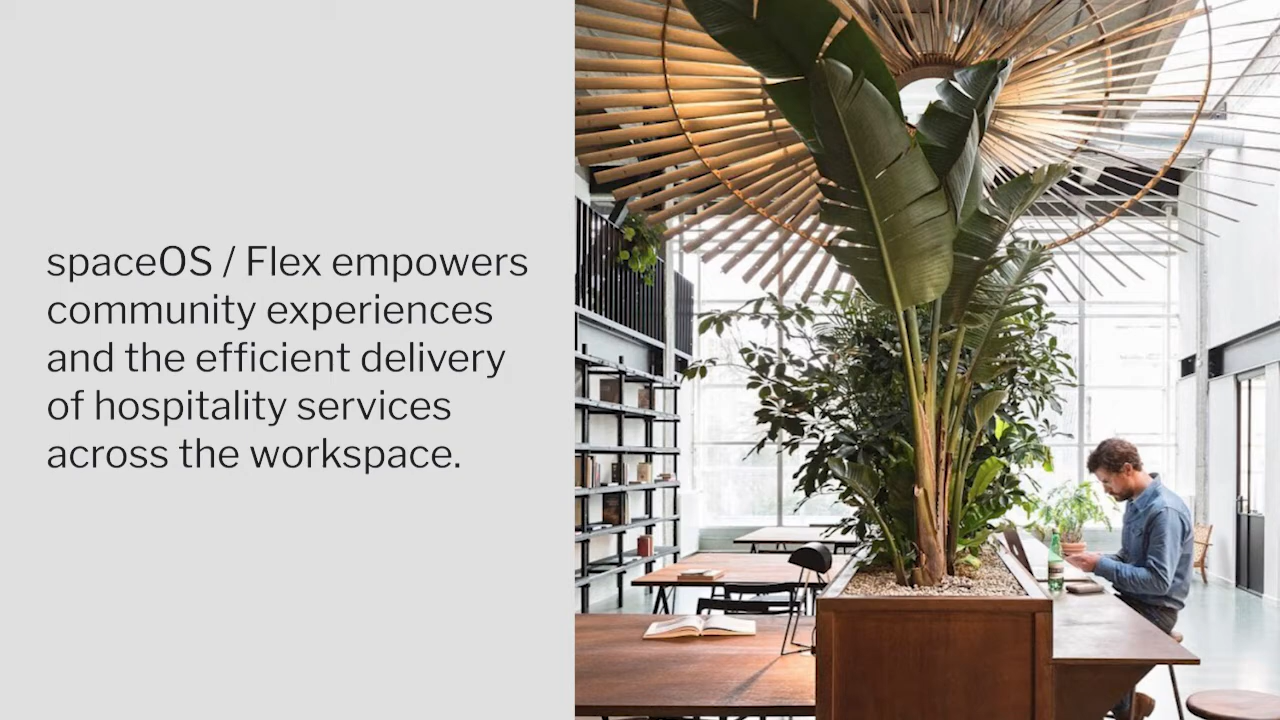 spaceOS / Flex empowers
community experiences
and the efficient delivery
of hospitality services
across the workspace.